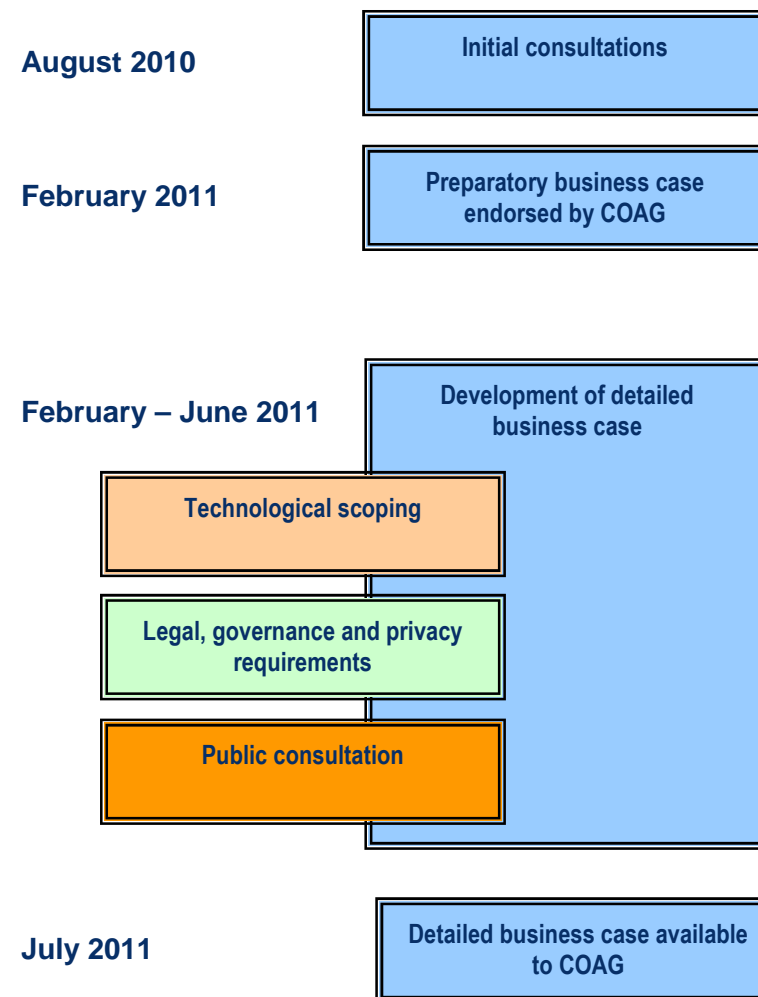 August 2010
Initial consultations
February 2011
Preparatory business case
endorsed by COAG
February – June 2011
Development of detailed
business case
Technological scoping
Legal, governance and privacy
requirements
Public consultation
July 2011
Detailed business case available
to COAG